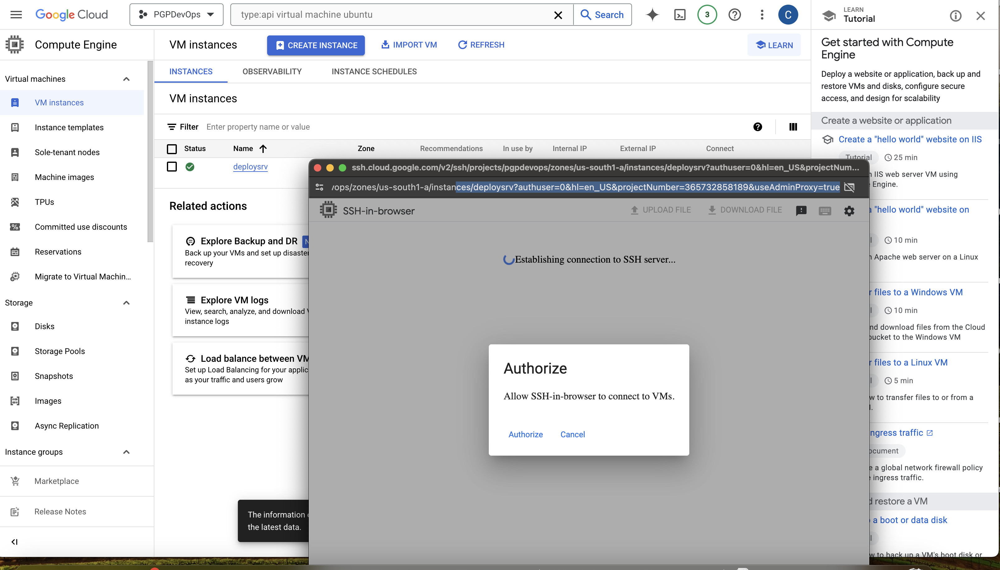 Google Cloud
PGPDevOps
type:api virtual machine ubuntu
Search
3
C
LEARN
Tutorial
Compute Engine
VM instances
CREATE INSTANCE
IMPORT VM
REFRESH
LEARN
Virtual machines
VM instances
Instance templates
Sole-tenant nodes
Machine images
TPUs
Committed use discounts
Reservations
Migrate to Virtual Machin...
Storage
Disks
Storage Pools
Snapshots
Images
Async Replication
Instance groups
Marketplace
Release Notes
INSTANCES
OBSERVABILITY
INSTANCE SCHEDULES
VM instances
Filter
Enter property name or value
Status
Name
Zone
Recommendations
In use by
Internal IP
External IP
Connect
deploysrv
Related actions
Explore Backup and DR
Back up your VMs and set up disaster
recovery
Explore VM logs
View, search, analyze, and download
instance logs
Load balance between VM
Set up Load Balancing for your applic
as your traffic and users grow
The information
the latest data.
ssh.cloud.google.com/v2/ssh/projects/pgpdevops/zones/us-south1-a/instances/deploysrv?authuser=0&hl=en_US&projectNum...
vops/zones/us-south1-a/instances/deploysrv?authuser=0&hl=en_US&projectNumber=365732858189&useAdminProxy=true
SSH-in-browser
UPLOAD FILE
DOWNLOAD FILE
Establishing connection to SSH server...
Authorize
Allow SSH-in-browser to connect to VMs.
Authorize
Cancel
Get started with Compute
Engine
Deploy a website or application, back up and
restore VMs and disks, configure secure
access, and design for scalability
Create a website or application
Create a "hello world" website on IIS
Tutorial
25 min
IIS web server VM using
Engine.
"hello world" website on
10 min
Apache web server on a Linux
files to a Windows VM
10 min
nd download files from the Cloud
bucket to the Windows VM
files to a Linux VM
5 min
w to transfer files to or from a
ngress traffic
ocument
e a global network firewall policy
ingress traffic.
d restore a VM
a boot or data disk
w to back up a VM's boot disk or